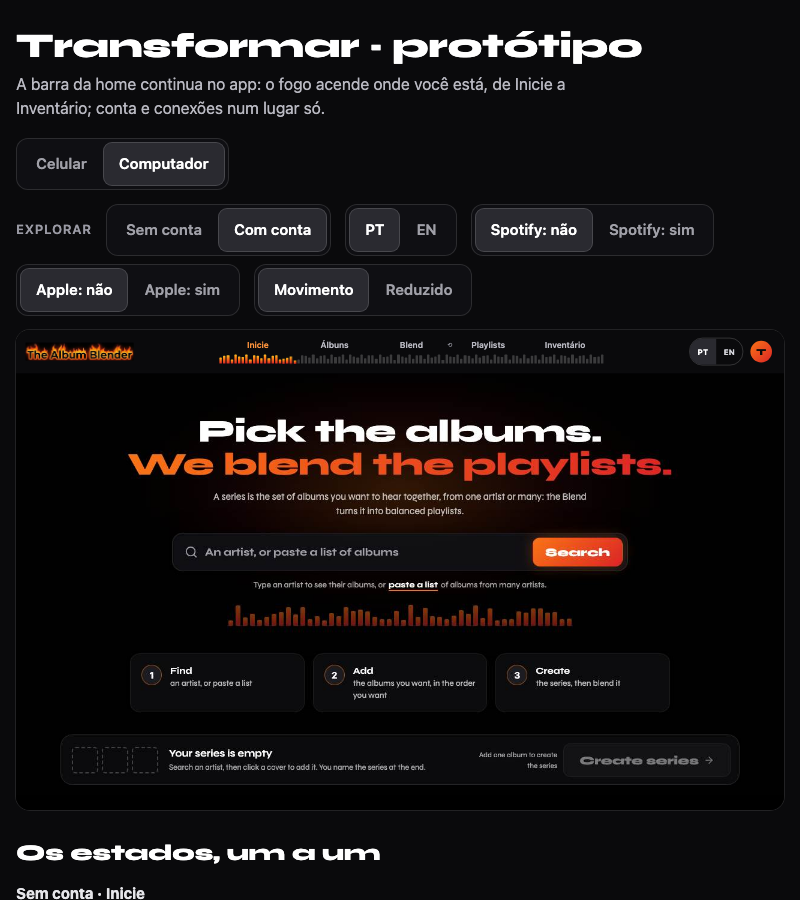 Transformar - protótipo
A barra da home continua no app: o fogo acende onde você está, de Inicie a
Inventário; conta e conexões num lugar só.
Celular Computador
EXPLORAR Sem conta Com conta PT EN Spotify: não Spotify: sim
Apple: não Apple: sim Movimento Reduzido
The Album Blender Inicie Álbuns Blend Playlists Inventário PT EN T
Pick the albums.
We blend the playlists.
A series is the set of albums you want to hear together, from one artist or many: the Blend
turns it into balanced playlists.
An artist, or paste a list of albums Search
Type an artist to see their albums, or paste a list of albums from many artists.
1 Find
an artist, or paste a list
2 Add
the albums you want, in the order
you want
3 Create
the series, then blend it
Your series is empty
Search an artist, then click a cover to add it. You name the series at the end.
Add one album to create
the series
Create series →
Os estados, um a um
Sem conta · Inicie